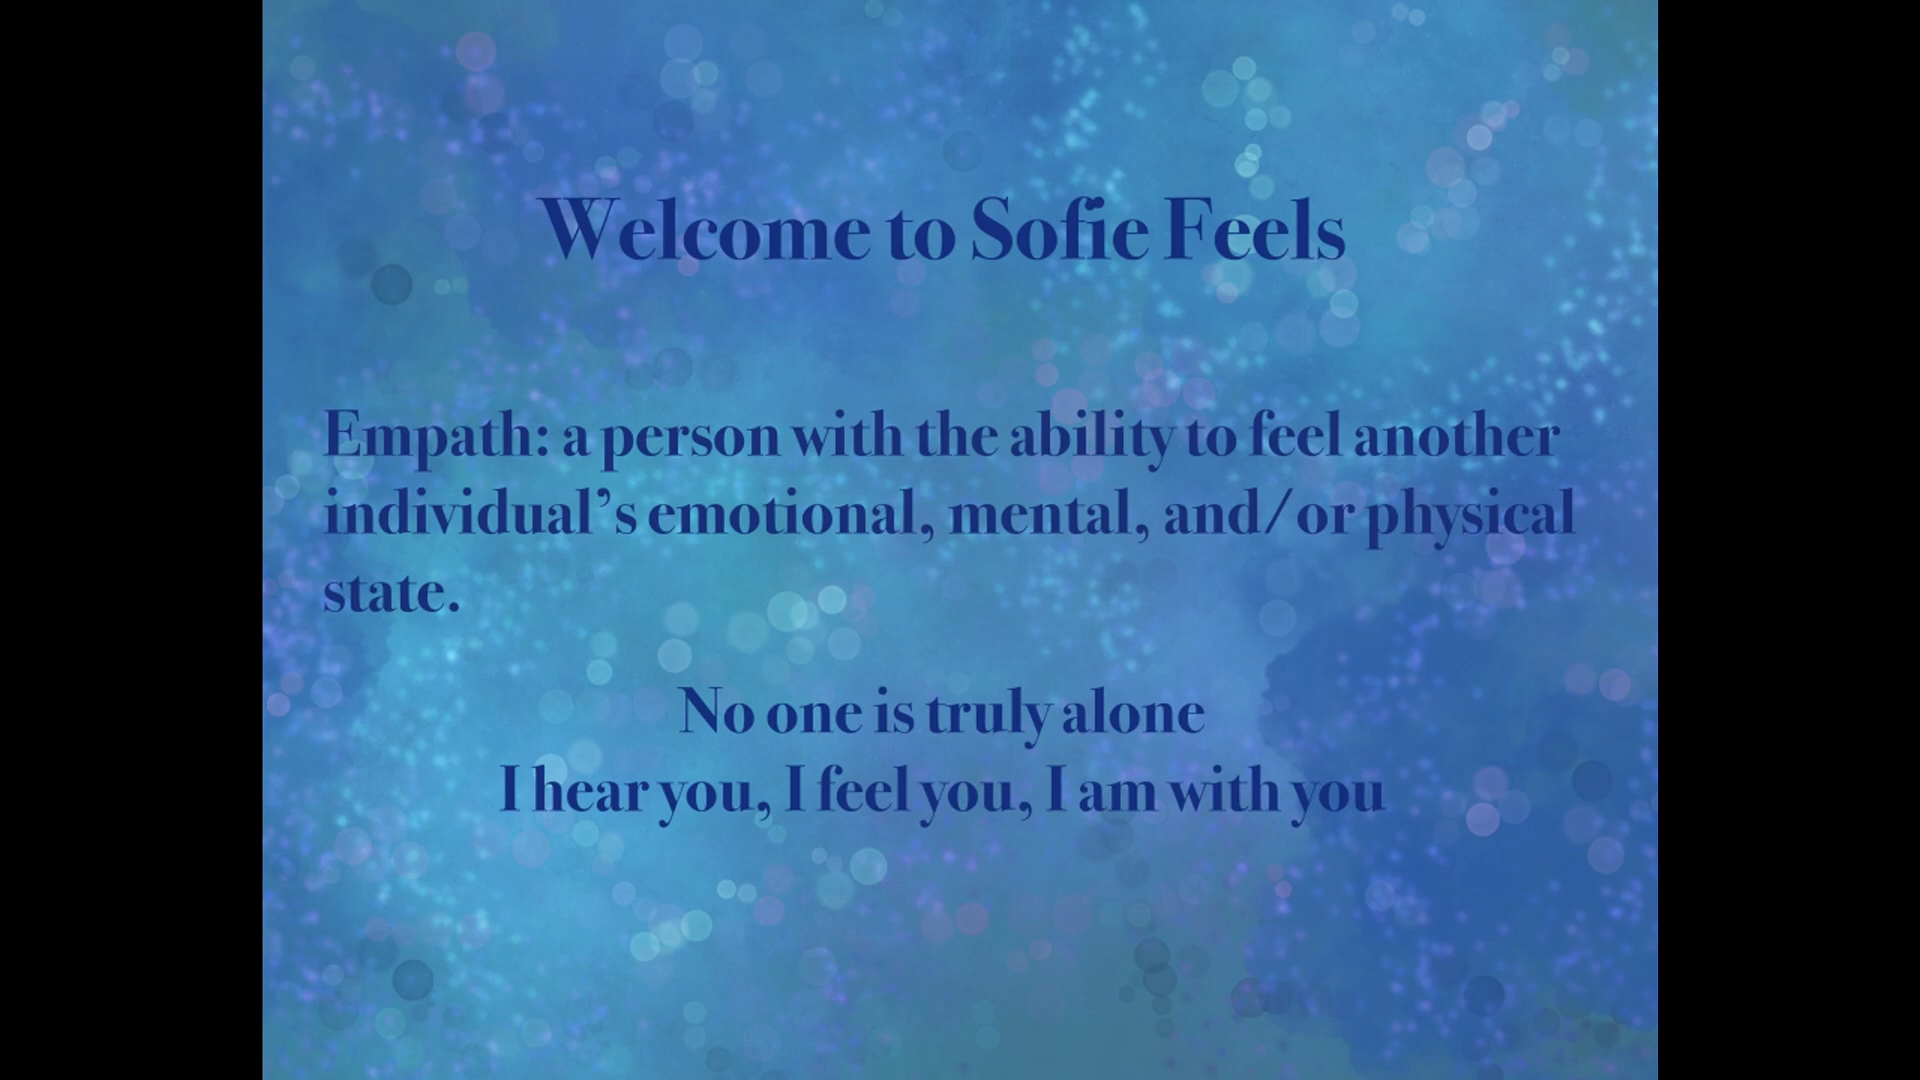 Welcome to Sofie Feels
Empath: a person with the ability to feel another
individual’s emotional, mental, and/or physical
state.
No one is truly alone
I hear you, I feel you, I am with you